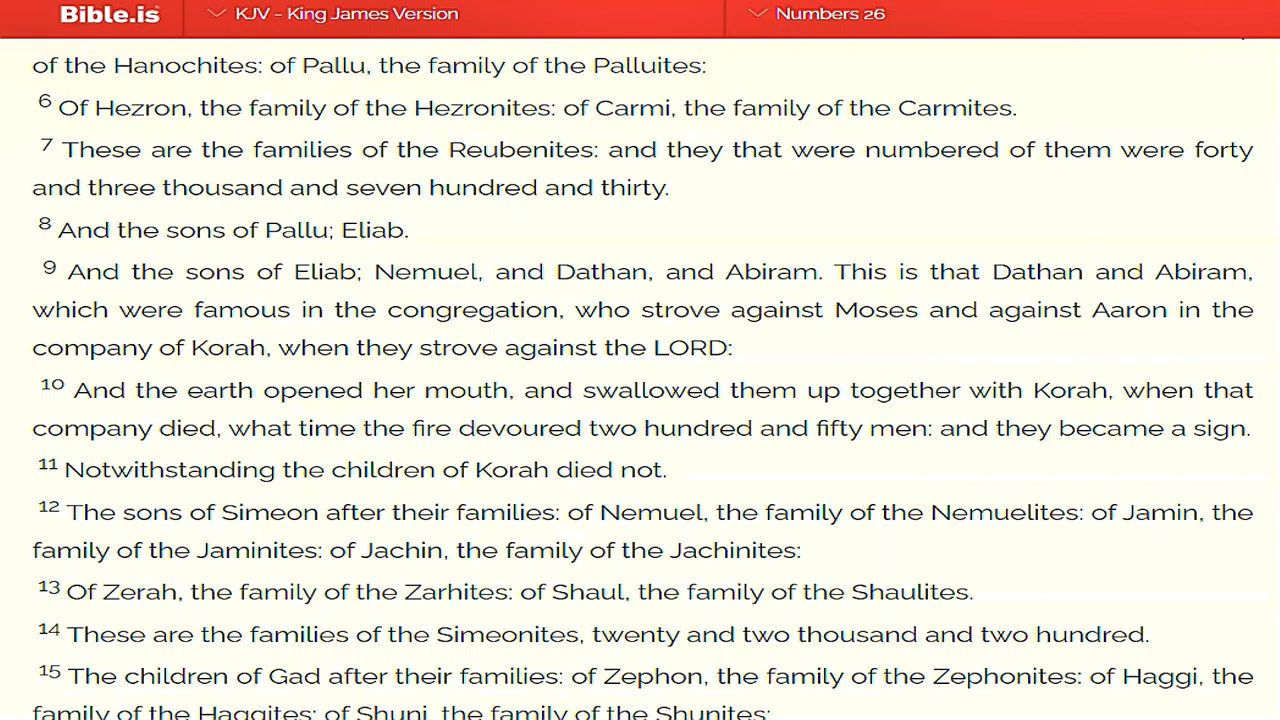 Bible.is KJV - King James Version Numbers 26
of the Hanochites: of Pallu, the family of the Palluites:
6 Of Hezron, the family of the Hezronites: of Carmi, the family of the Carmites.
7 These are the families of the Reubenites: and they that were numbered of them were forty
and three thousand and seven hundred and thirty.
8 And the sons of Pallu; Eliab.
9 And the sons of Eliab; Nemuel, and Dathan, and Abiram. This is that Dathan and Abiram,
which were famous in the congregation, who strove against Moses and against Aaron in the
company of Korah, when they strove against the LORD:
10 And the earth opened her mouth, and swallowed them up together with Korah, when that
company died, what time the fire devoured two hundred and fifty men: and they became a sign.
11 Notwithstanding the children of Korah died not.
12 The sons of Simeon after their families: of Nemuel, the family of the Nemuelites: of Jamin, the
family of the Jaminites: of Jachin, the family of the Jachinites:
13 Of Zerah, the family of the Zarhites: of Shaul, the family of the Shaulites.
14 These are the families of the Simeonites, twenty and two thousand and two hundred.
15 The children of Gad after their families: of Zephon, the family of the Zephonites: of Haggi, the
family of the Haggites: of Shuni, the family of the Shunites: